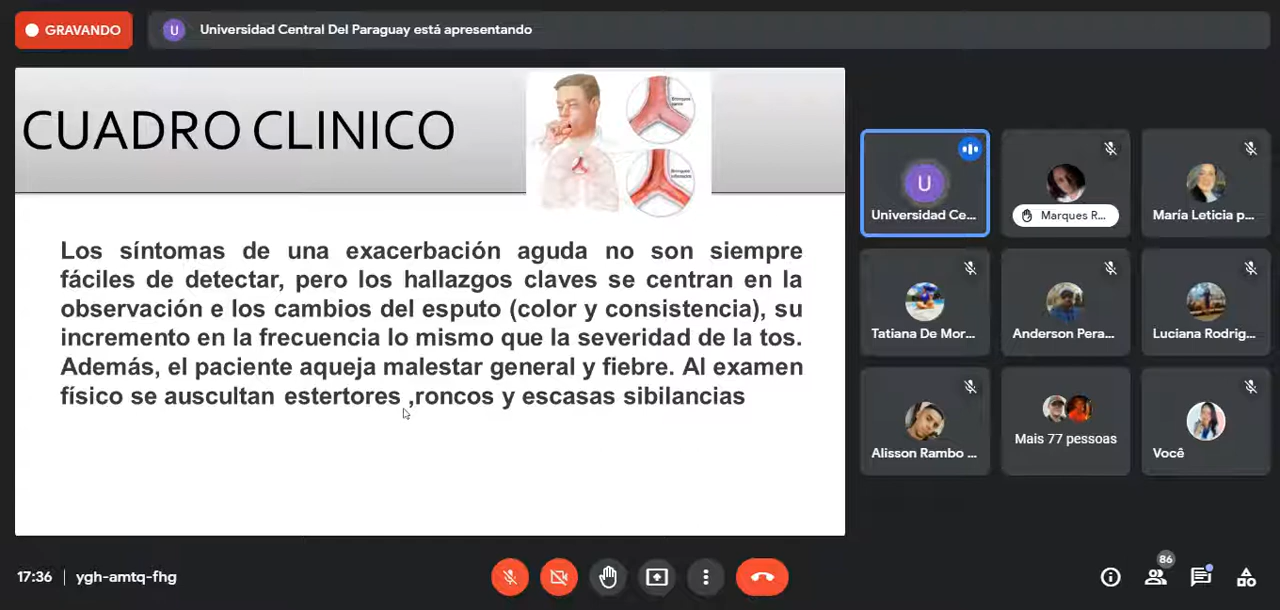 GRAVANDO
U
Universidad Central Del Paraguay está apresentando
CUADRO CLINICO
Los síntomas de una exacerbación aguda no son siempre
fáciles de detectar, pero los hallazgos claves se centran en la
observación e los cambios del esputo (color y consistencia), su
incremento en la frecuencia lo mismo que la severidad de la tos.
Además, el paciente aqueja malestar general y fiebre. Al examen
físico se auscultan estertores ,roncos y escasas sibilancias
U
Universidad Ce...
Marques R...
María Leticia p...
Tatiana De Mor...
Anderson Pera...
Luciana Rodrig...
Alisson Rambo ...
Mais 77 pessoas
Você
17:36
ygh-amtq-fhg
86